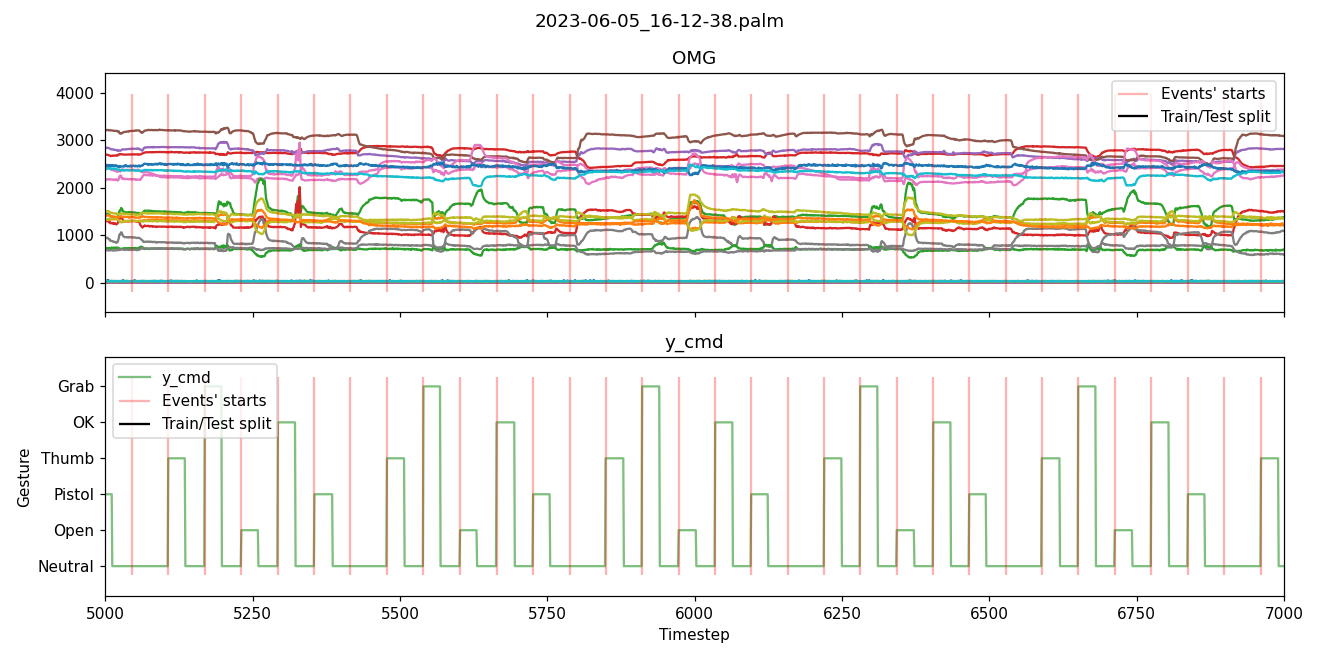 2023-06-05_16-12-38.palm
OMG
4000
3000
2000
1000
0
Events' starts
Train/Test split
y_cmd
Grab
OK
Thumb
Pistol
Open
Neutral
Gesture
y_cmd
Events' starts
Train/Test split
5000
5250
5500
5750
6000
6250
6500
6750
7000
Timestep